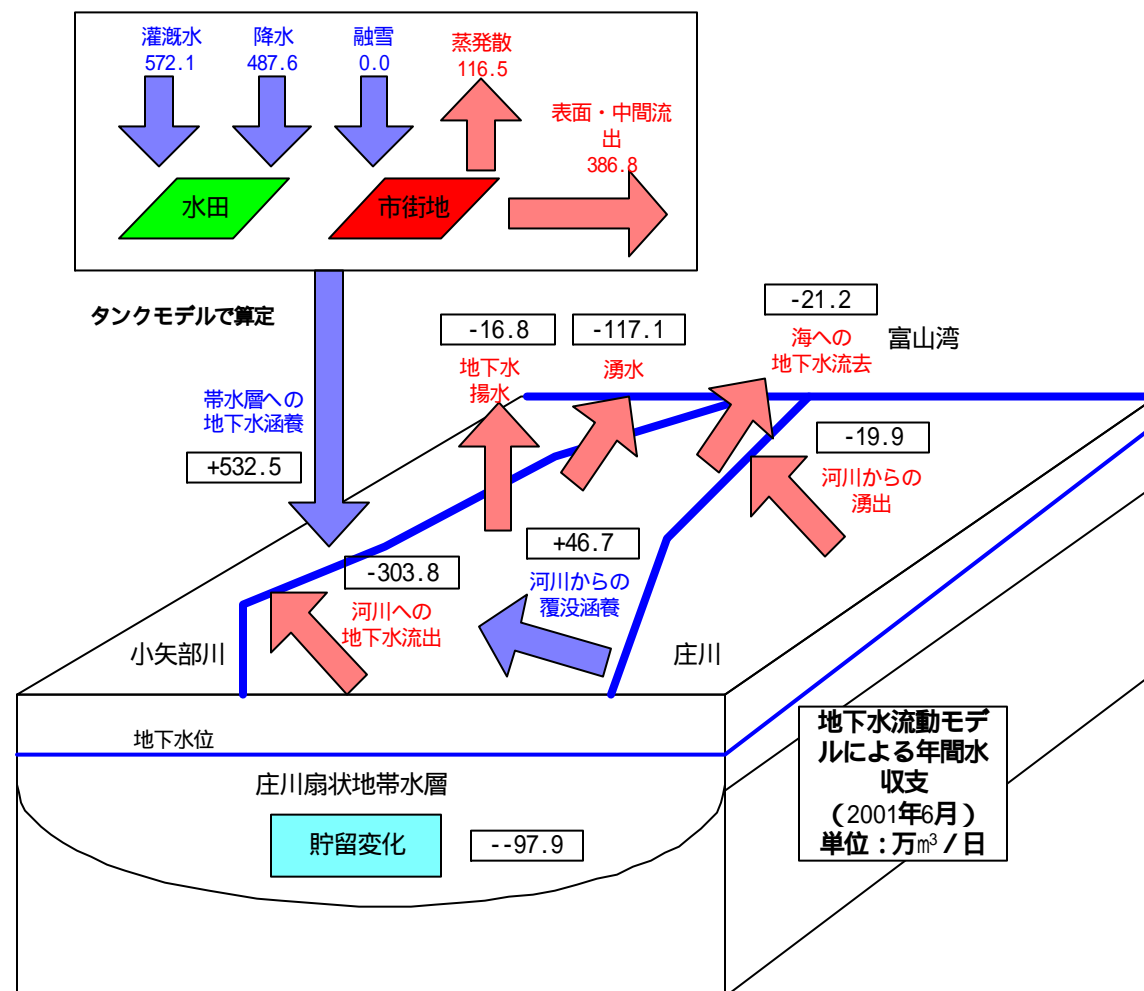 灌漑水
572.1
降水
487.6
融雪
0.0
蒸発散
116.5
表面・中間流
出
386.8
水田
市街地
タンクモデルで算定
帯水層への
地下水涵養
+532.5
-16.8
地下水
揚水
-117.1
湧水
-21.2
海への
地下水流去
富山湾
-19.9
河川からの
湧出
+46.7
河川からの
覆没涵養
-303.8
河川への
地下水流出
小矢部川
庄川
地下水位
庄川扇状地帯水層
貯留変化
--97.9
地下水流動モデ
ルによる年間水
収支
(2001年6月)
単位:万m³/日